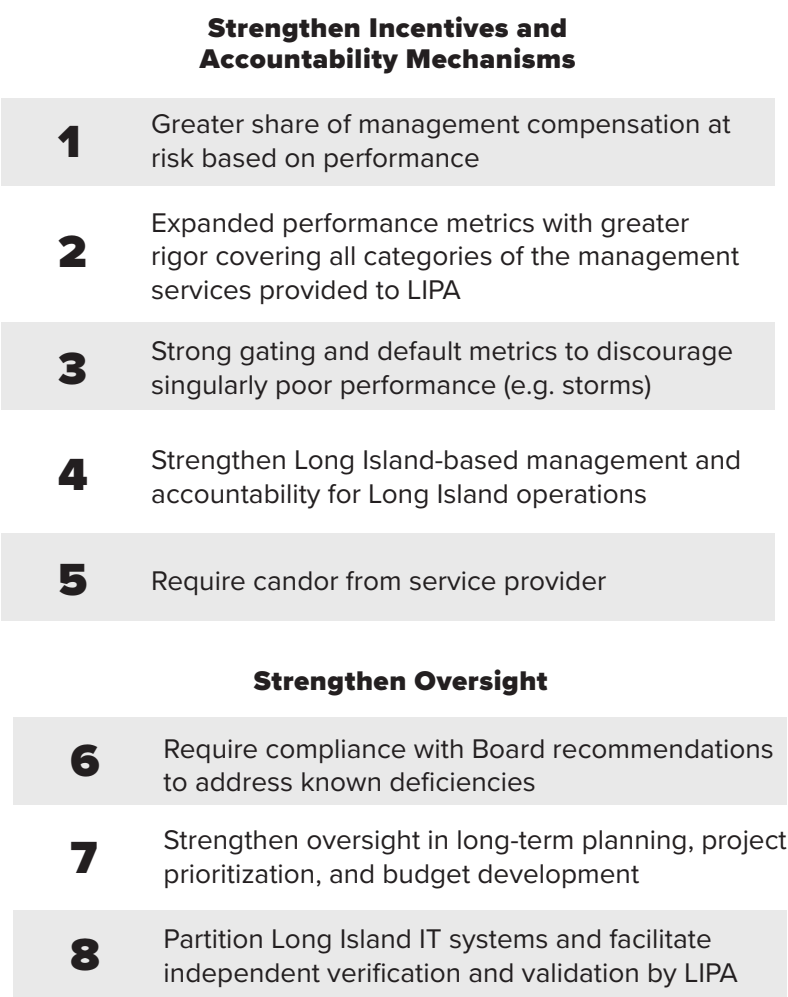 Strengthen Incentives and
Accountability Mechanisms
1
Greater share of management compensation at
risk based on performance
2
Expanded performance metrics with greater
rigor covering all categories of the management
services provided to LIPA
3
Strong gating and default metrics to discourage
singularly poor performance (e.g. storms)
4
Strengthen Long Island-based management and
accountability for Long Island operations
5
Require candor from service provider
Strengthen Oversight
6
Require compliance with Board recommendations
to address known deficiencies
7
Strengthen oversight in long-term planning, project
prioritization, and budget development
8
Partition Long Island IT systems and facilitate
independent verification and validation by LIPA